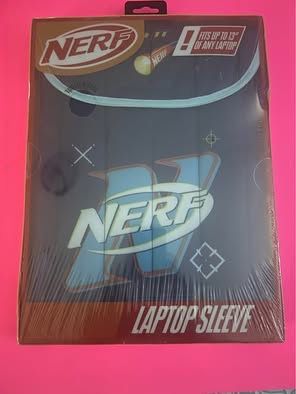 NERF
FITS UP TO 13"
OF ANY LAPTOP
NERF
N
NERF
LAPTOP SLEEVE